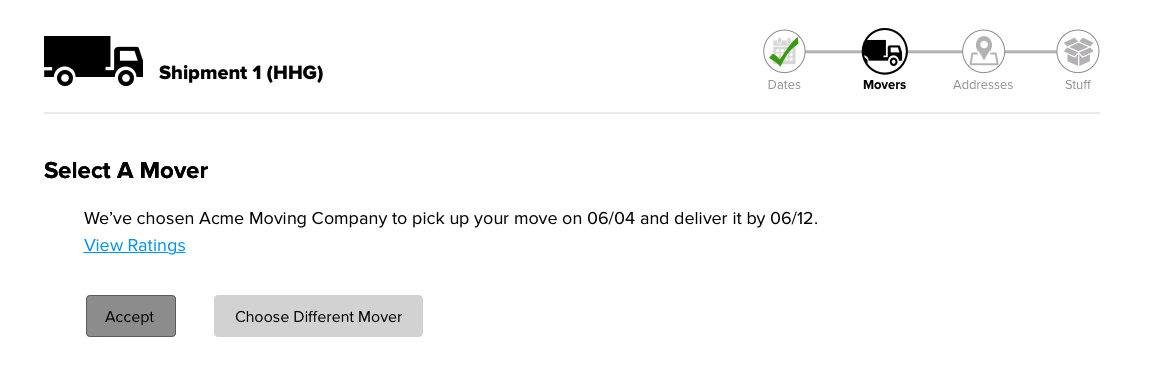 Shipment 1 (HHG)
Dates
Movers
Addresses
Stuff
Select A Mover
We’ve chosen Acme Moving Company to pick up your move on 06/04 and deliver it by 06/12.
View Ratings
Accept
Choose Different Mover